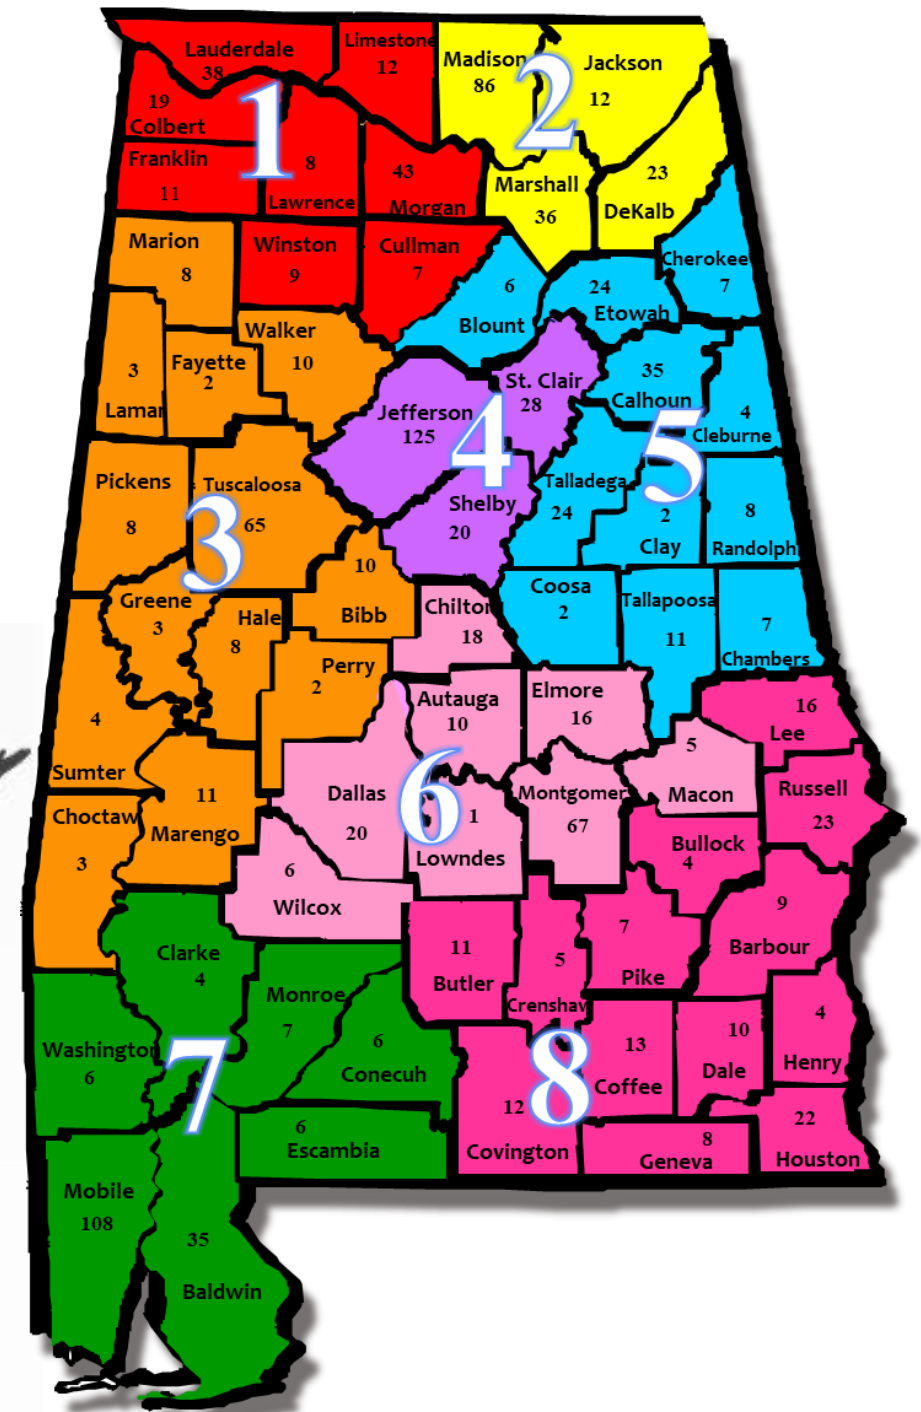 Lauderdale
38
Limestone
12
19
Colbert
Franklin
11
8
Lawrence
43
Morgan
Winston
9
Cullman
7
1
Madison
86
Jackson
12
2
Marshall
36
23
DeKalb
Marion
8
3
Lamar
Fayette
2
Walker
10
Pickens
8
Tuscaloosa
65
3
Greene
3
Hale
8
10
Bibb
Perry
2
4
Sumter
11
Marengo
Choctaw
3
Jefferson
125
St. Clair
28
4
Shelby
20
6
Blount
24
Etowah
Cherokee
7
35
Calhoun
4
Cleburne
5
Talladega
24
2
Clay
8
Randolph
Coosa
2
Tallapoosa
11
7
Chambers
Chilton
18
Autauga
10
Elmore
16
5
Macon
Dallas
20
6
1
Lowndes
Montgomer
67
6
Wilcox
16
Lee
Russell
23
Bullock
4
9
Barbour
7
Pike
11
Butler
5
Crenshaw
12
Covington
8
13
Coffee
10
Dale
4
Henry
8
Geneva
22
Houston
Clarke
4
Monroe
7
6
Conecuh
Washington
6
7
6
Escambia
Mobile
108
35
Baldwin